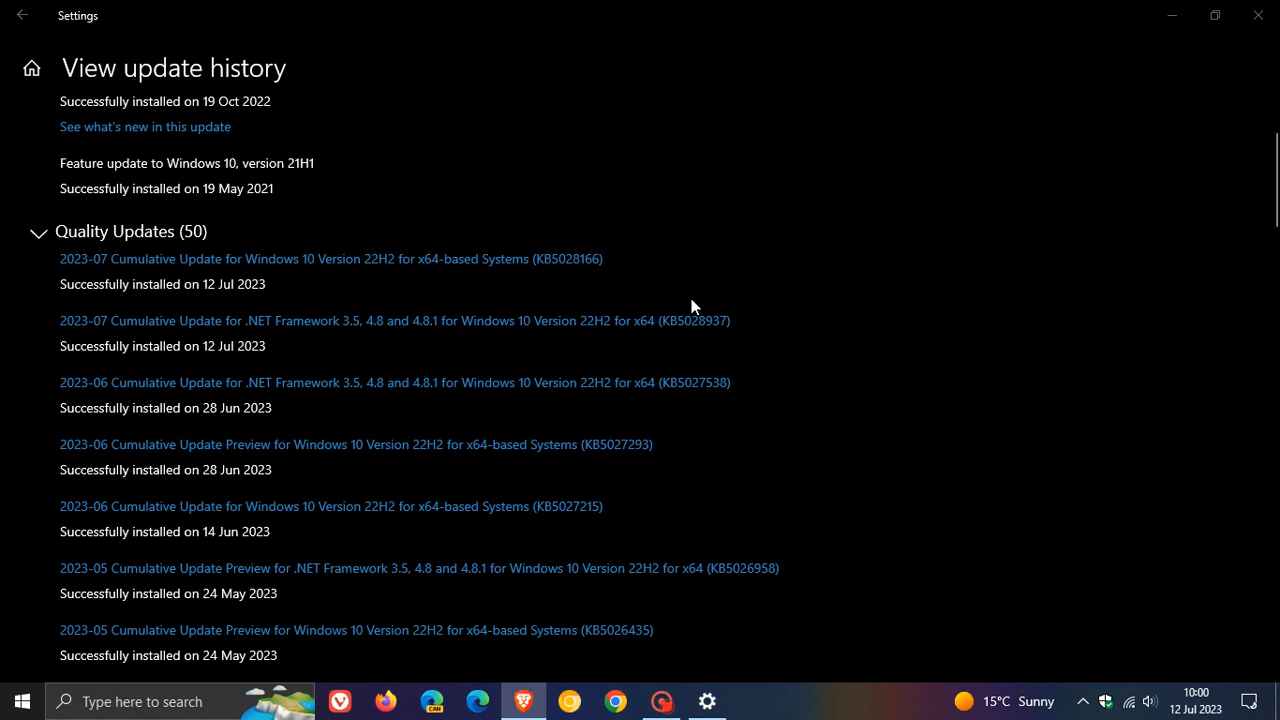 Settings
View update history
Successfully installed on 19 Oct 2022
See what's new in this update
Feature update to Windows 10, version 21H1
Successfully installed on 19 May 2021
Quality Updates (50)
2023-07 Cumulative Update for Windows 10 Version 22H2 for x64-based Systems (KB5028166)
Successfully installed on 12 Jul 2023
2023-07 Cumulative Update for .NET Framework 3.5, 4.8 and 4.8.1 for Windows 10 Version 22H2 for x64 (KB5028937)
Successfully installed on 12 Jul 2023
2023-06 Cumulative Update for .NET Framework 3.5, 4.8 and 4.8.1 for Windows 10 Version 22H2 for x64 (KB5027538)
Successfully installed on 28 Jun 2023
2023-06 Cumulative Update Preview for Windows 10 Version 22H2 for x64-based Systems (KB5027293)
Successfully installed on 28 Jun 2023
2023-06 Cumulative Update for Windows 10 Version 22H2 for x64-based Systems (KB5027215)
Successfully installed on 14 Jun 2023
2023-05 Cumulative Update Preview for .NET Framework 3.5, 4.8 and 4.8.1 for Windows 10 Version 22H2 for x64 (KB5026958)
Successfully installed on 24 May 2023
2023-05 Cumulative Update Preview for Windows 10 Version 22H2 for x64-based Systems (KB5026435)
Successfully installed on 24 May 2023
Type here to search
CAN
15°C Sunny
10:00
12 Jul 2023